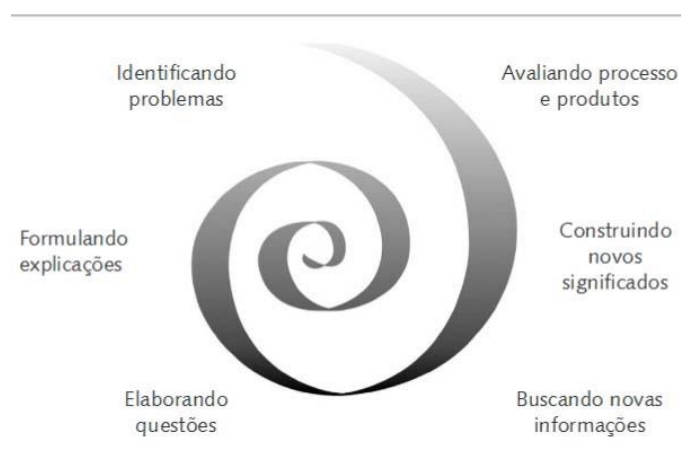 Identificando
problemas
Avaliando processo
e produtos
Formulando
explicações
Construindo
novos
significados
Elaborando
questões
Buscando novas
informações